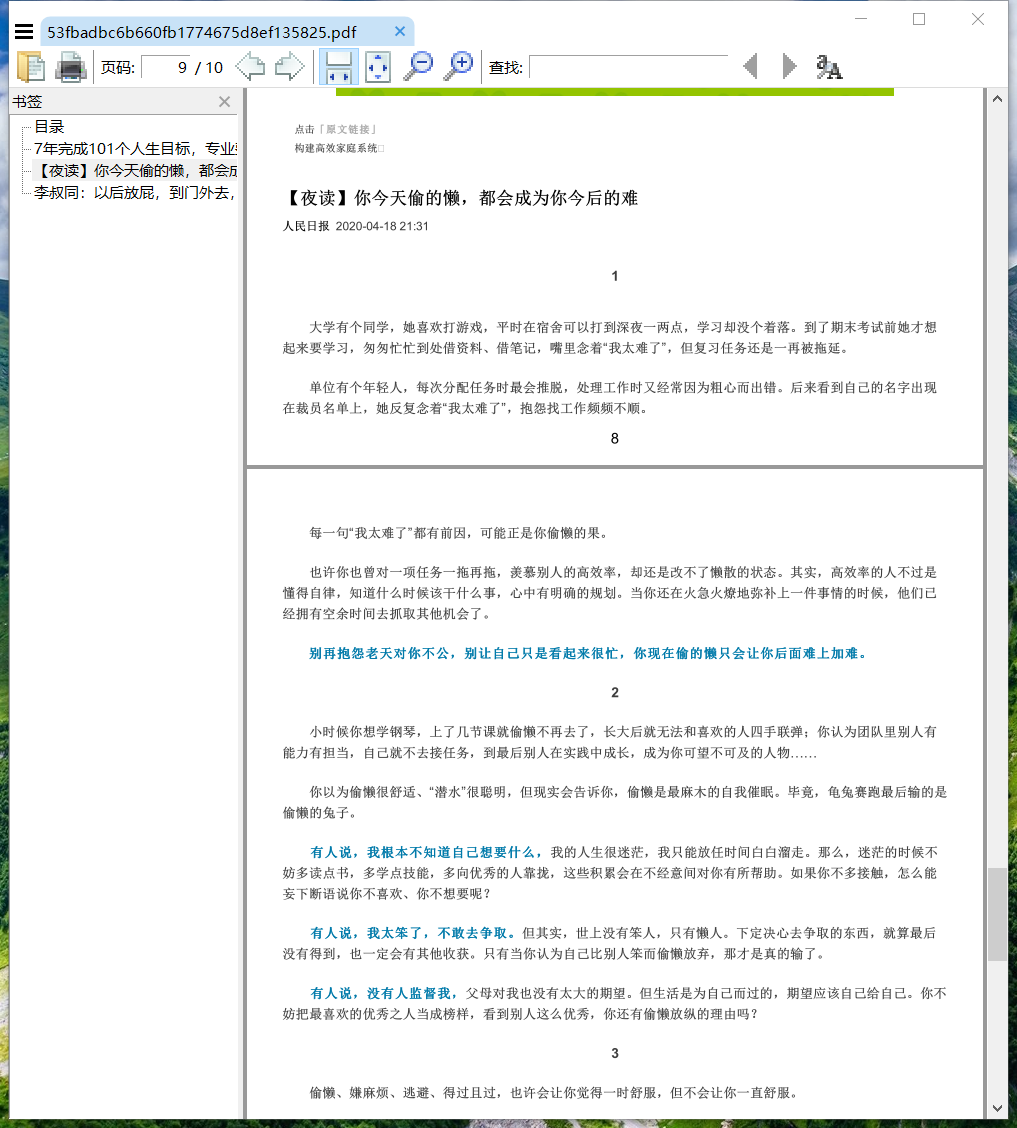 53fbadbc6b660fb1774675d8ef135825.pdf
页码: 9 / 10
查找:
书签
目录
7年完成101个人生目标，专业
【夜读】你今天偷的懒，都会成
李叔同：以后放屁，到门外去，
点击「原文链接」
构建高效家庭系统
【夜读】你今天偷的懒，都会成为你今后的难
人民日报 2020-04-18 21:31
1
大学有个同学，她喜欢打游戏，平时在宿舍可以打到深夜一两点，学习却没个着落。到了期末考试前她才想
起来要学习，匆匆忙忙到处借资料、借笔记，嘴里念着“我太难了”，但复习任务还是一再被拖延。
单位有个年轻人，每次分配任务时最会推脱，处理工作时又经常因为粗心而出错。后来看到自己的名字出现
在裁员名单上，她反复念着“我太难了”，抱怨找工作频频不顺。
8
每一句“我太难了”都有前因，可能正是你偷懒的果。
也许你也曾对一项任务一拖再拖，羡慕别人的高效率，却还是改不了懒散的状态。其实，高效率的人不过是
懂得自律，知道什么时候该干什么事，心中有明确的规划。当你还在火急火燎地弥补上一件事情的时候，他们已
经拥有空余时间去抓取其他机会了。
别再抱怨老天对你不公，别让自己只是看起来很忙，你现在偷的懒只会让你后面难上加难。
2
小时候你想学钢琴，上了几节课就偷懒不再去了，长大后就无法和喜欢的人四手联弹；你认为团队里别人有
能力有担当，自己就不去接任务，到最后别人在实践中成长，成为你可望不可及的人物……
你以为偷懒很舒适、“潜水”很聪明，但现实会告诉你，偷懒是最麻木的自我催眠。毕竟，龟兔赛跑最后输的是
偷懒的兔子。
有人说，我根本不知道自己想要什么，我的人生很迷茫，我只能放任时间白白溜走。那么，迷茫的时候不
妨多读点书，多学点技能，多向优秀的人靠拢，这些积累会在不经意间对你有所帮助。如果你不多接触，怎么能
妄下断语说你不喜欢、你不想要呢？
有人说，我太笨了，不敢去争取。但其实，世上没有笨人，只有懒人。下定决心去争取的东西，就算最后
没有得到，也一定会有其他收获。只有当你认为自己比别人笨而偷懒放弃，那才是真的输了。
有人说，没有人监督我，父母对我也没有太大的期望。但生活是为自己而过的，期望应该自己给自己。你不
妨把最喜欢的优秀之人当成榜样，看到别人这么优秀，你还有偷懒放纵的理由吗？
3
偷懒、嫌麻烦、逃避、得过且过，也许会让你觉得一时舒服，但不会让你一直舒服。